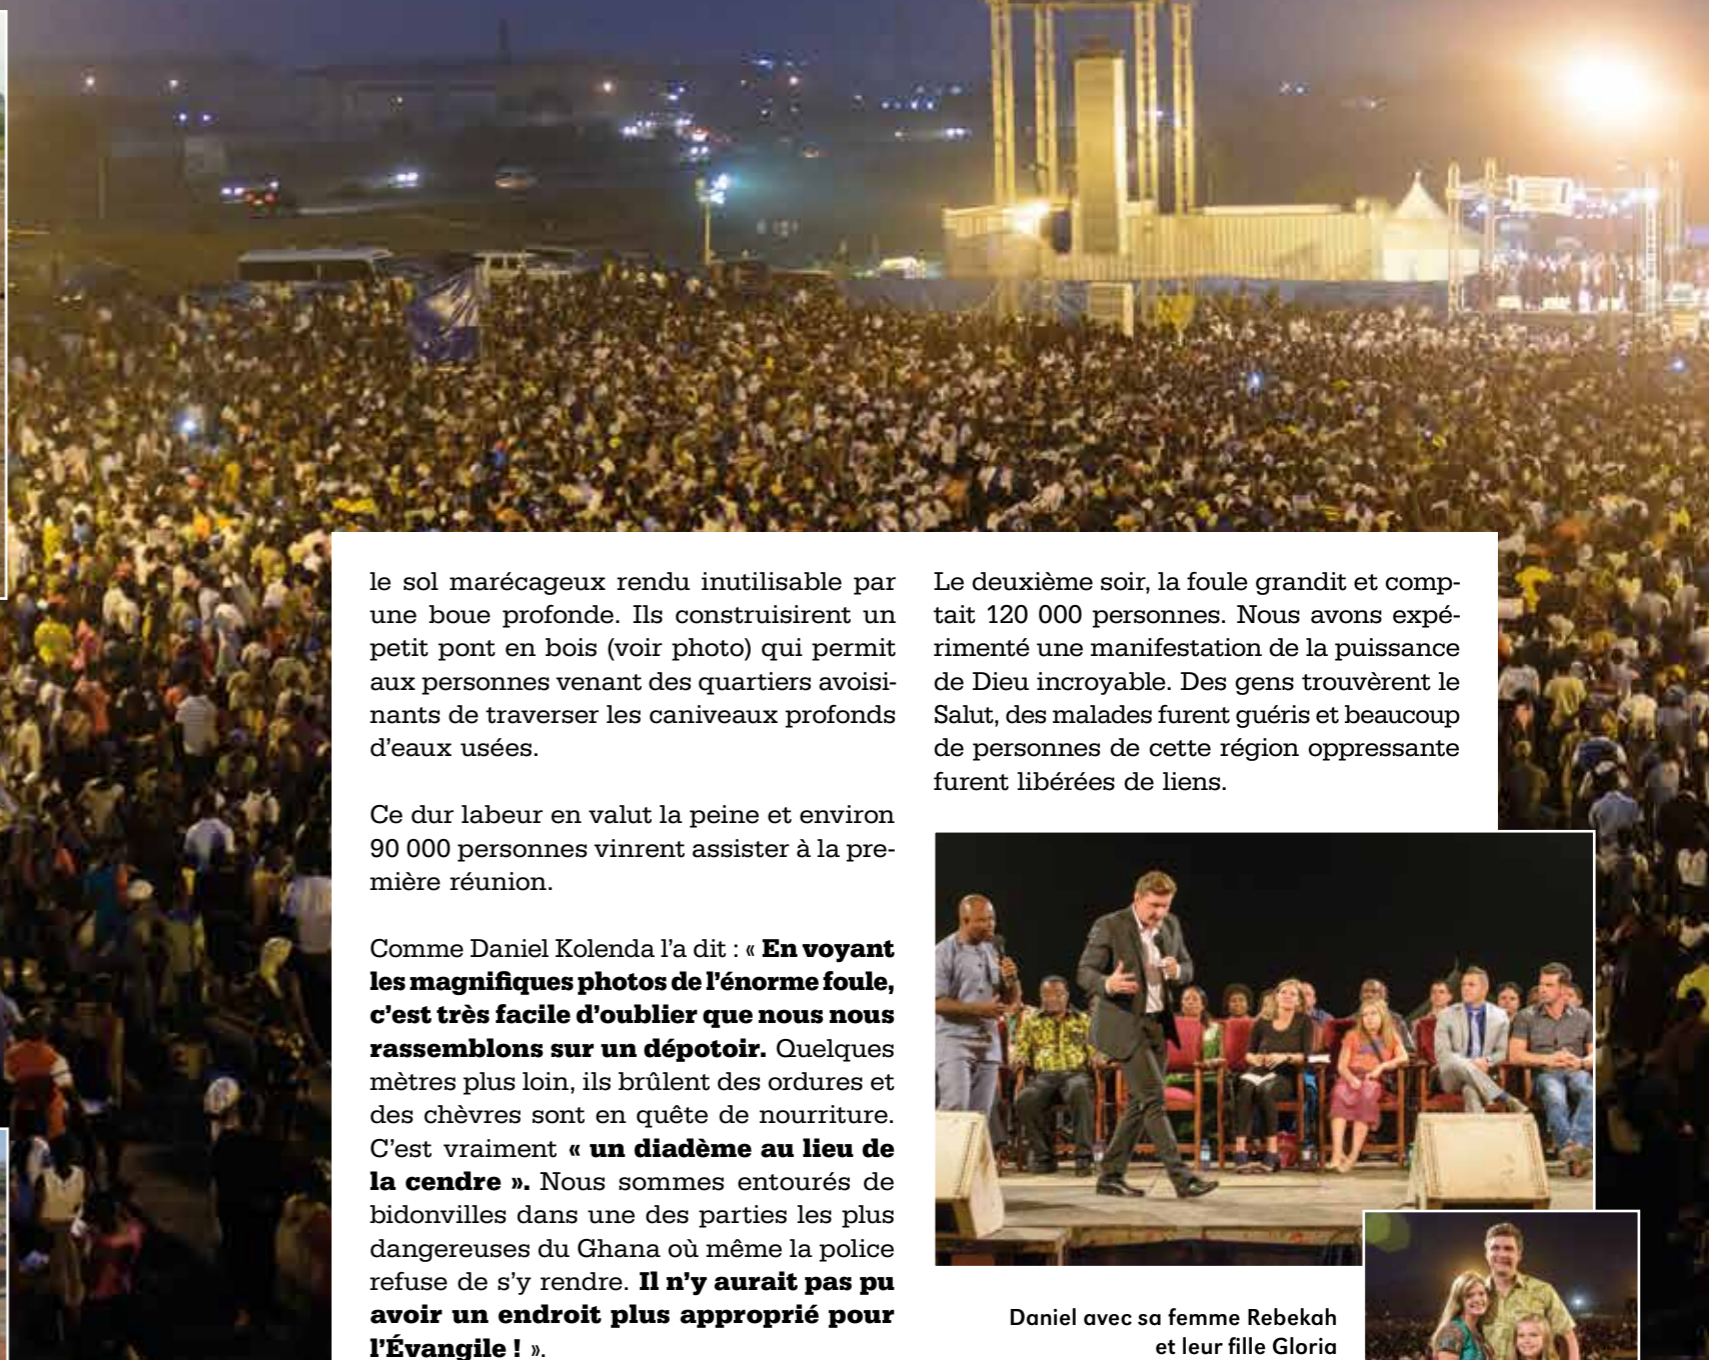 le sol marécageux rendu inutilisable par
une boue profonde. Ils construisirent un
petit pont en bois (voir photo) qui permit
aux personnes venant des quartiers avoisi-
nants de traverser les caniveaux profonds
d'eaux usées.
Ce dur labeur en valut la peine et environ
90 000 personnes vinrent assister à la pre-
mière réunion.
Comme Daniel Kolenda l'a dit : « En voyant
les magnifiques photos de l'énorme foule,
c'est très facile d'oublier que nous nous
rassemblons sur un dépotoir. Quelques
mètres plus loin, ils brûlent des ordures et
des chèvres sont en quête de nourriture.
C'est vraiment « un diadème au lieu de
la cendre ». Nous sommes entourés de
bidonvilles dans une des parties les plus
dangereuses du Ghana où même la police
refuse de s'y rendre. Il n'y aurait pas pu
avoir un endroit plus approprié pour
l'Évangile ! ».
Le deuxième soir, la foule grandit et comp-
tait 120 000 personnes. Nous avons expé-
rimenté une manifestation de la puissance
de Dieu incroyable. Des gens trouvèrent le
Salut, des malades furent guéris et beaucoup
de personnes de cette région oppressante
furent libérées de liens.
Daniel avec sa femme Rebekah
et leur fille Gloria